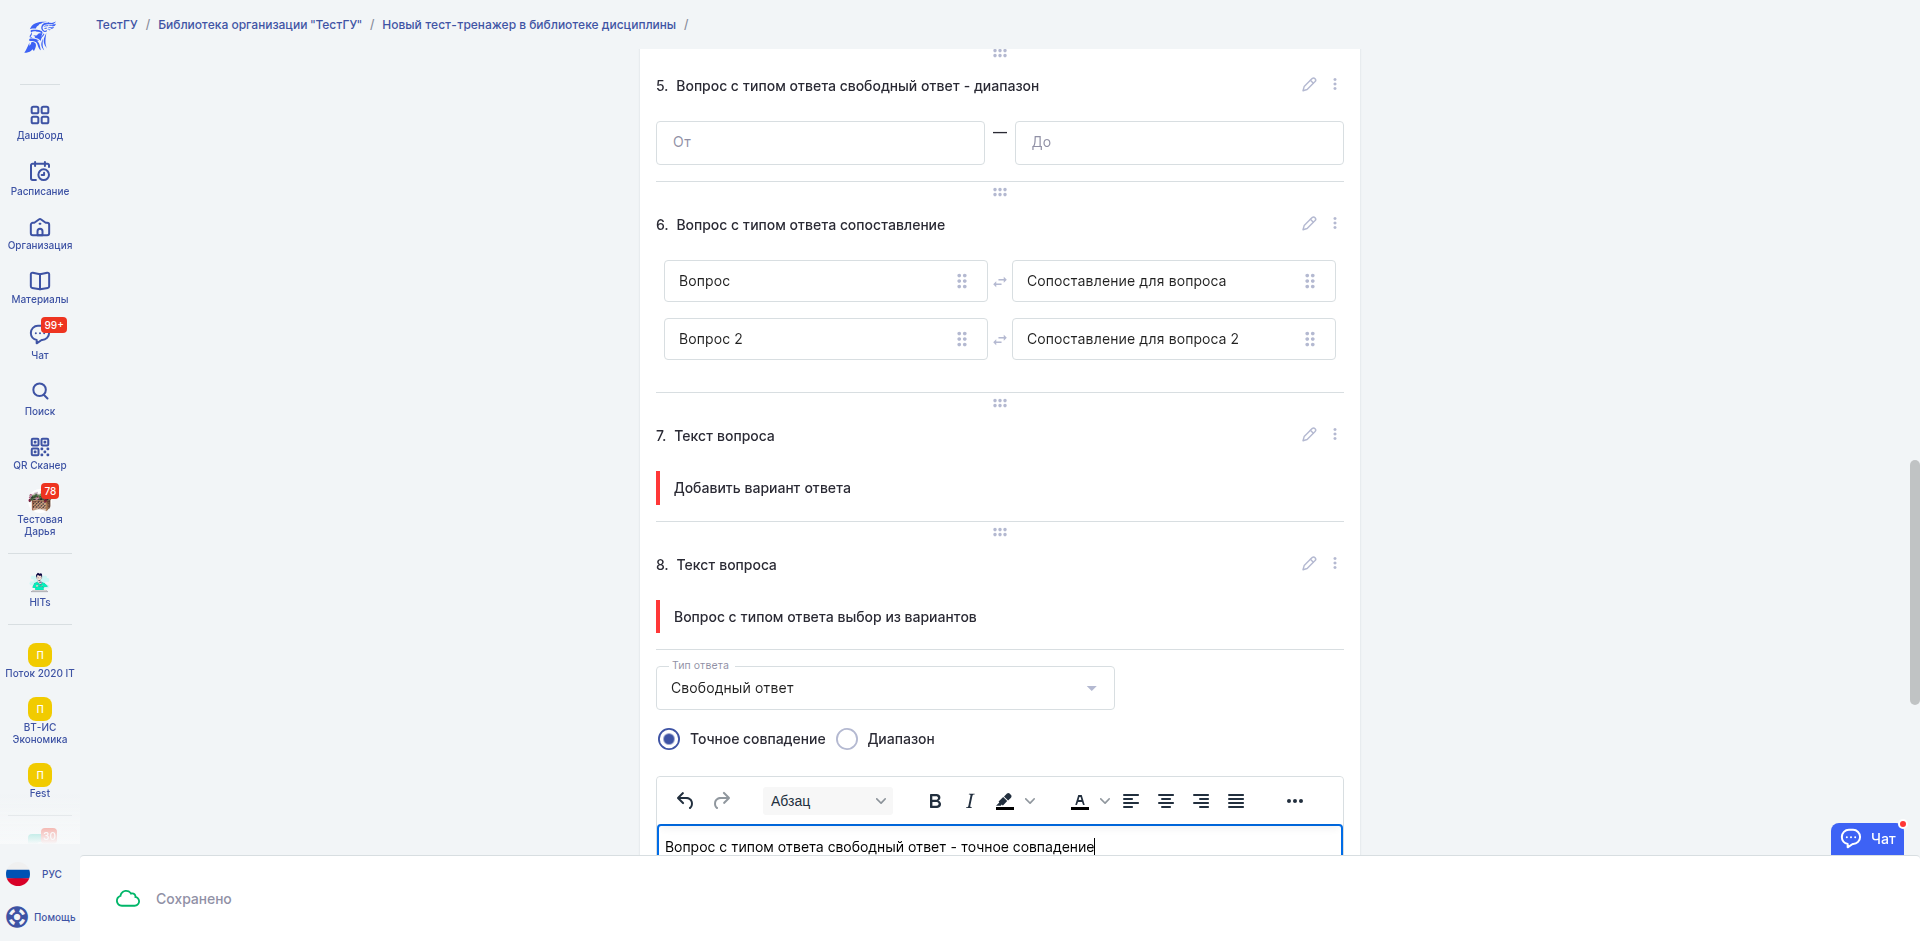 ТестГУ / Библиотека организации "ТестГУ" / Новый тест-тренажер в библиотеке дисциплины /
Дашборд
Расписание
Организация
Материалы
99+
Чат
Поиск
QR Сканер
78
Тестовая
Дарья
HITs
П
Поток 2020 IT
П
ВТ-ИС
Экономика
П
Fest
30
РУС
Помощь
5. Вопрос с типом ответа свободный ответ - диапазон
От — До
6. Вопрос с типом ответа сопоставление
Вопрос Сопоставление для вопроса
Вопрос 2 Сопоставление для вопроса 2
7. Текст вопроса
Добавить вариант ответа
8. Текст вопроса
Вопрос с типом ответа выбор из вариантов
Тип ответа
Свободный ответ
Точное совпадение Диапазон
Абзац B I A
Вопрос с типом ответа свободный ответ - точное совпадение
Чат
Сохранено